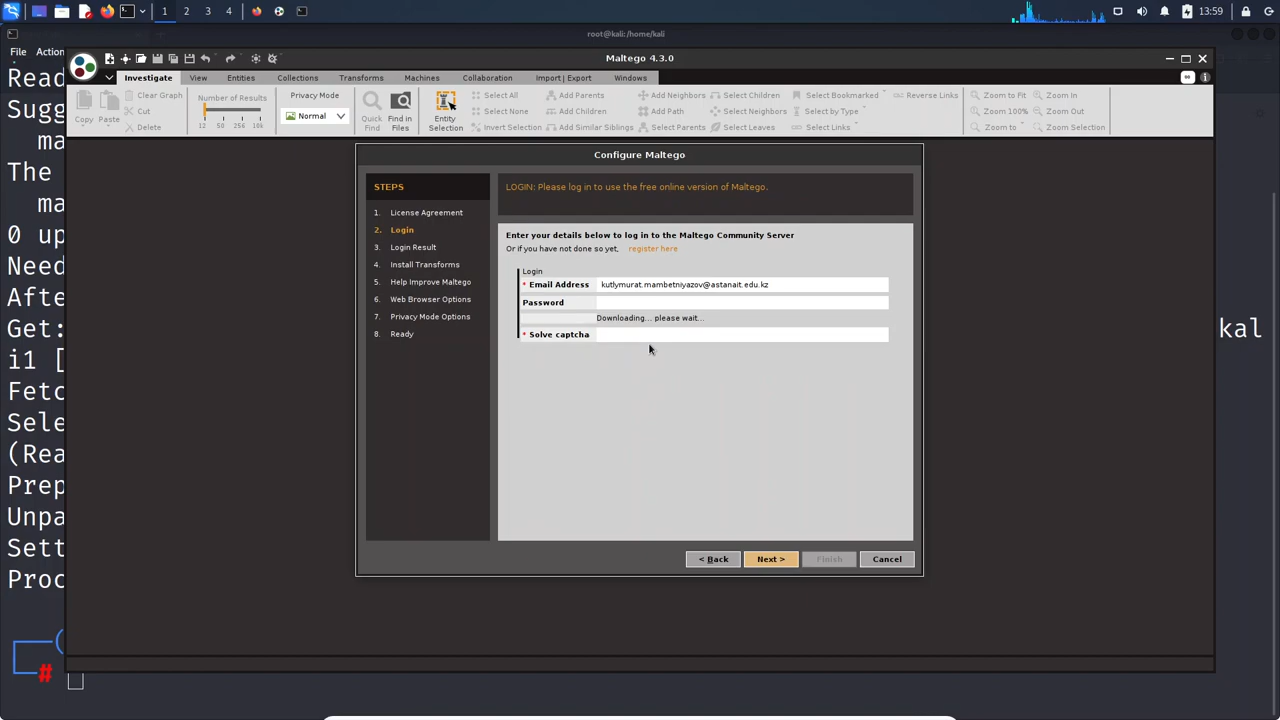 1 2 3 4 13:59
root@kali:/home/kali
File Action
Maltego 4.3.0
Investigate View Entities Collections Transforms Machines Collaboration Import | Export Windows
Copy Paste Clear Graph Cut Delete
Number of Results
12 50 256 10k
Privacy Mode
Normal
Quick Find
Find in Files
Entity Selection
Select All Add Parents Add Neighbors Select Children Select Bookmarked Reverse Links Zoom to Fit Zoom In
Select None Add Children Add Path Select Neighbors Select by Type Zoom 100% Zoom Out
Invert Selection Add Similar Siblings Select Parents Select Leaves Select Links Zoom to Zoom Selection
Read
Sugg
ma
The
ma
0 up
Need
Afte
Get: kal
i1 [
Fetc
Sele
(Rea
Prep
Unpa
Sett
Proc
#
Configure Maltego
STEPS
1. License Agreement
2. Login
3. Login Result
4. Install Transforms
5. Help Improve Maltego
6. Web Browser Options
7. Privacy Mode Options
8. Ready
LOGIN: Please log in to use the free online version of Maltego.
Enter your details below to log in to the Maltego Community Server
Or if you have not done so yet, register here
Login
* Email Address kutlymurat.mambetniyazov@astanait.edu.kz
Password
Downloading... please wait...
* Solve captcha
< Back Next > Finish Cancel